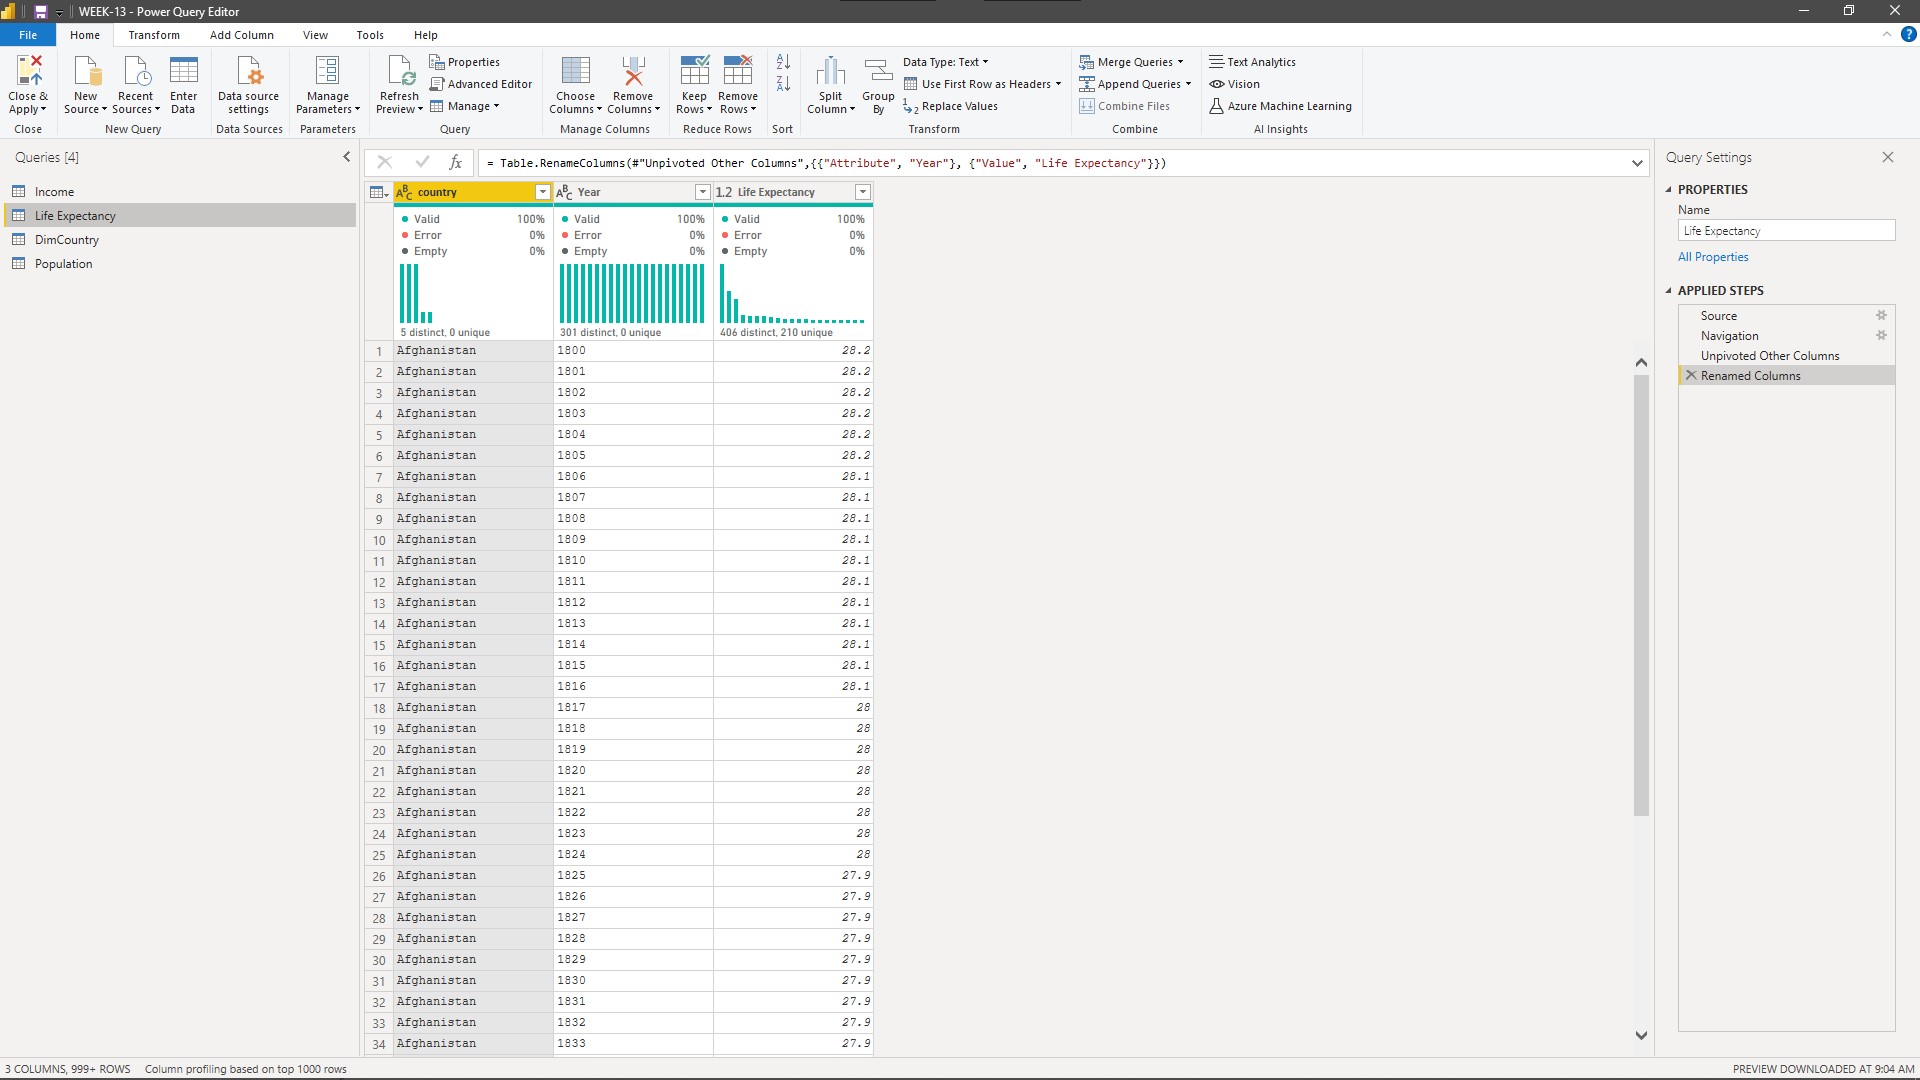 WEEK-13 - Power Query Editor
File Home Transform Add Column View Tools Help
Close & Apply
New Source
Recent Sources
Enter Data
Data source settings
Manage Parameters
Refresh Preview
Properties
Advanced Editor
Manage
Choose Columns
Remove Columns
Keep Rows
Remove Rows
Split Column
Group By
Data Type: Text
Use First Row as Headers
Replace Values
Merge Queries
Append Queries
Combine Files
Text Analytics
Vision
Azure Machine Learning
Close New Query Data Sources Parameters Query Manage Columns Reduce Rows Sort Transform Combine AI Insights
Queries [4]
Income
Life Expectancy
DimCountry
Population
fx = Table.RenameColumns(#"Unpivoted Other Columns",{{"Attribute", "Year"}, {"Value", "Life Expectancy"}})
ABC country ABC Year 1.2 Life Expectancy
Valid 100% Valid 100% Valid 100%
Error 0% Error 0% Error 0%
Empty 0% Empty 0% Empty 0%
5 distinct, 0 unique 301 distinct, 0 unique 406 distinct, 210 unique
1 Afghanistan 1800 28.2
2 Afghanistan 1801 28.2
3 Afghanistan 1802 28.2
4 Afghanistan 1803 28.2
5 Afghanistan 1804 28.2
6 Afghanistan 1805 28.2
7 Afghanistan 1806 28.1
8 Afghanistan 1807 28.1
9 Afghanistan 1808 28.1
10 Afghanistan 1809 28.1
11 Afghanistan 1810 28.1
12 Afghanistan 1811 28.1
13 Afghanistan 1812 28.1
14 Afghanistan 1813 28.1
15 Afghanistan 1814 28.1
16 Afghanistan 1815 28.1
17 Afghanistan 1816 28.1
18 Afghanistan 1817 28
19 Afghanistan 1818 28
20 Afghanistan 1819 28
21 Afghanistan 1820 28
22 Afghanistan 1821 28
23 Afghanistan 1822 28
24 Afghanistan 1823 28
25 Afghanistan 1824 28
26 Afghanistan 1825 27.9
27 Afghanistan 1826 27.9
28 Afghanistan 1827 27.9
29 Afghanistan 1828 27.9
30 Afghanistan 1829 27.9
31 Afghanistan 1830 27.9
32 Afghanistan 1831 27.9
33 Afghanistan 1832 27.9
34 Afghanistan 1833 27.9
Query Settings
PROPERTIES
Name
Life Expectancy
All Properties
APPLIED STEPS
Source
Navigation
Unpivoted Other Columns
Renamed Columns
3 COLUMNS, 999+ ROWS Column profiling based on top 1000 rows PREVIEW DOWNLOADED AT 9:04 AM